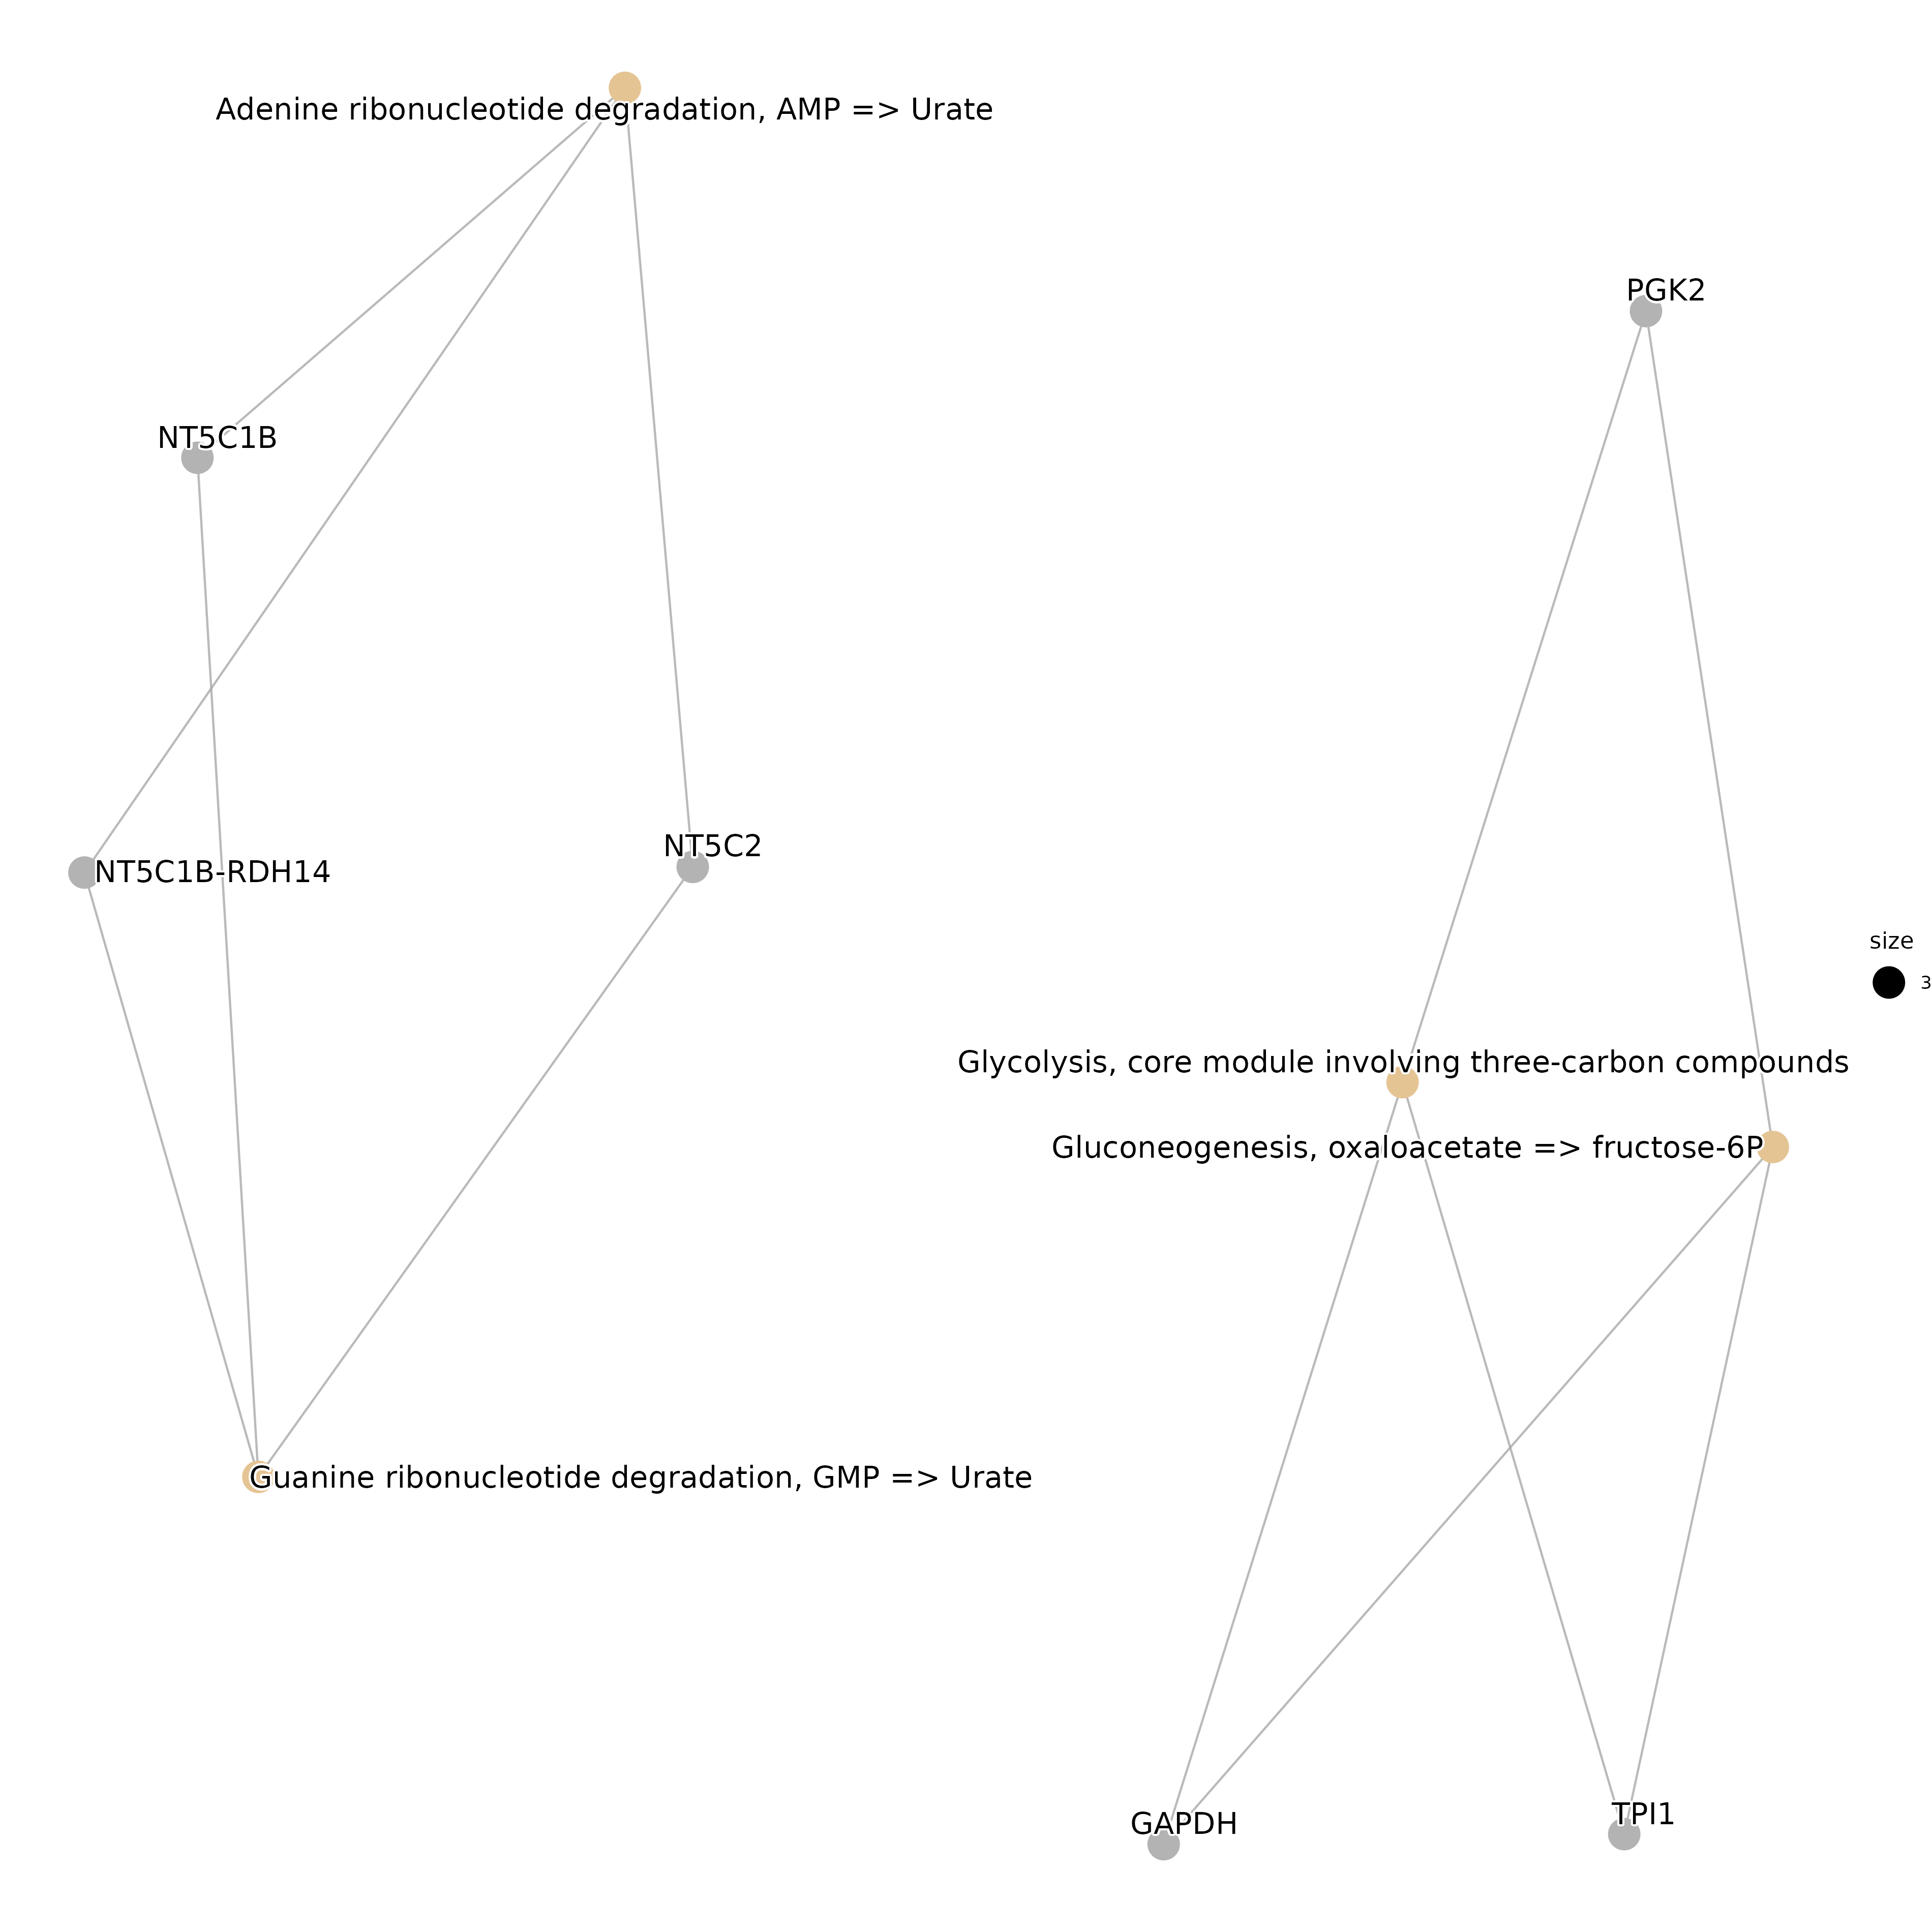 Adenine ribonucleotide degradation, AMP => Urate
PGK2
NT5C1B
NT5C2
NT5C1B-RDH14
size
3
Glycolysis, core module involving three-carbon compounds
Gluconeogenesis, oxaloacetate => fructose-6P
Guanine ribonucleotide degradation, GMP => Urate
TPI1
GAPDH